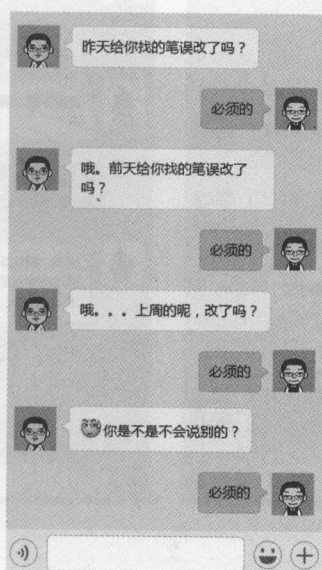 昨天给你找的笔误改了吗？
必须的
哦。前天给你找的笔误改了
吗？
必须的
哦。。。上周的呢，改了吗？
必须的
你是不是不会说别的？
必须的